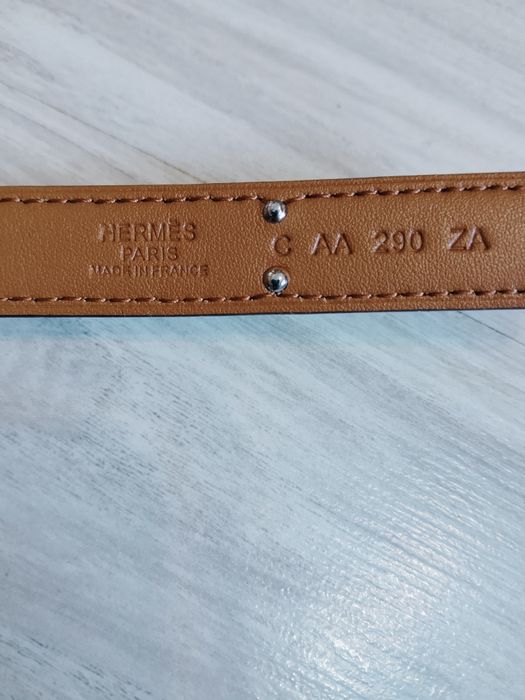 HERMÈS
PARIS
MADE IN FRANCE
C AA 290 ZA